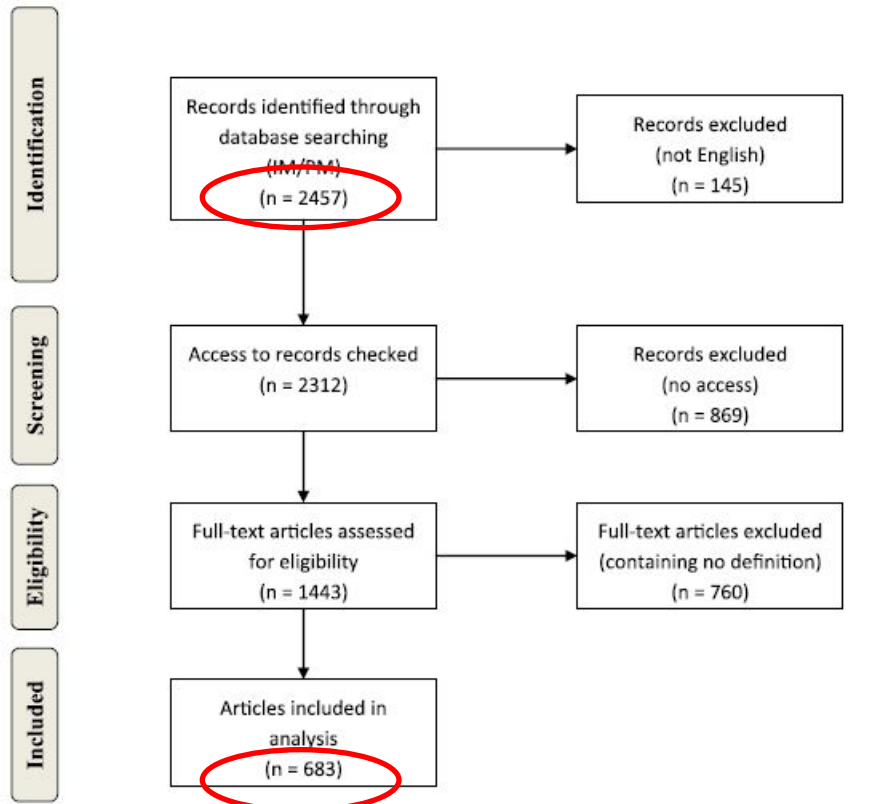 Identification
Records identified through
database searching
(IM/PM)
(n = 2457)
Records excluded
(not English)
(n = 145)
Screening
Access to records checked
(n = 2312)
Records excluded
(no access)
(n = 869)
Eligibility
Full-text articles assessed
for eligibility
(n = 1443)
Full-text articles excluded
(containing no definition)
(n = 760)
Included
Articles included in
analysis
(n = 683)